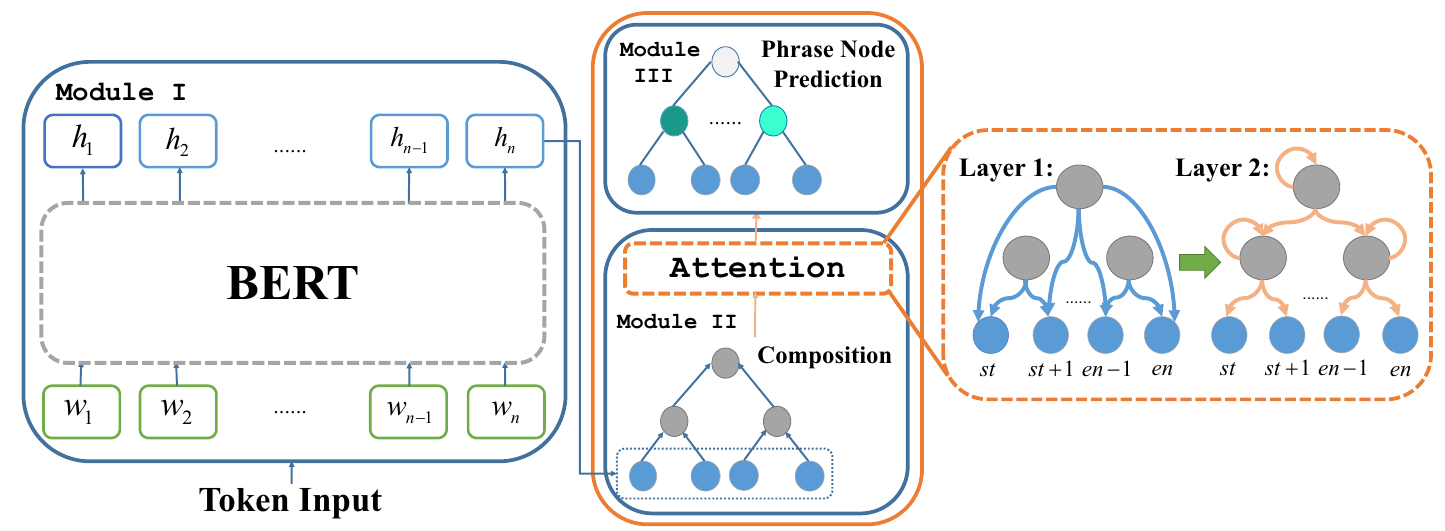 Module I
h₁ h₂ ...... hₙ₋₁ hₙ
BERT
w₁ w₂ ...... wₙ₋₁ wₙ
Token Input
Module
III
Phrase Node
Prediction
......
Attention
Module II
Composition
Layer 1:
......
st st+1 en−1 en
Layer 2:
......
st st+1 en−1 en